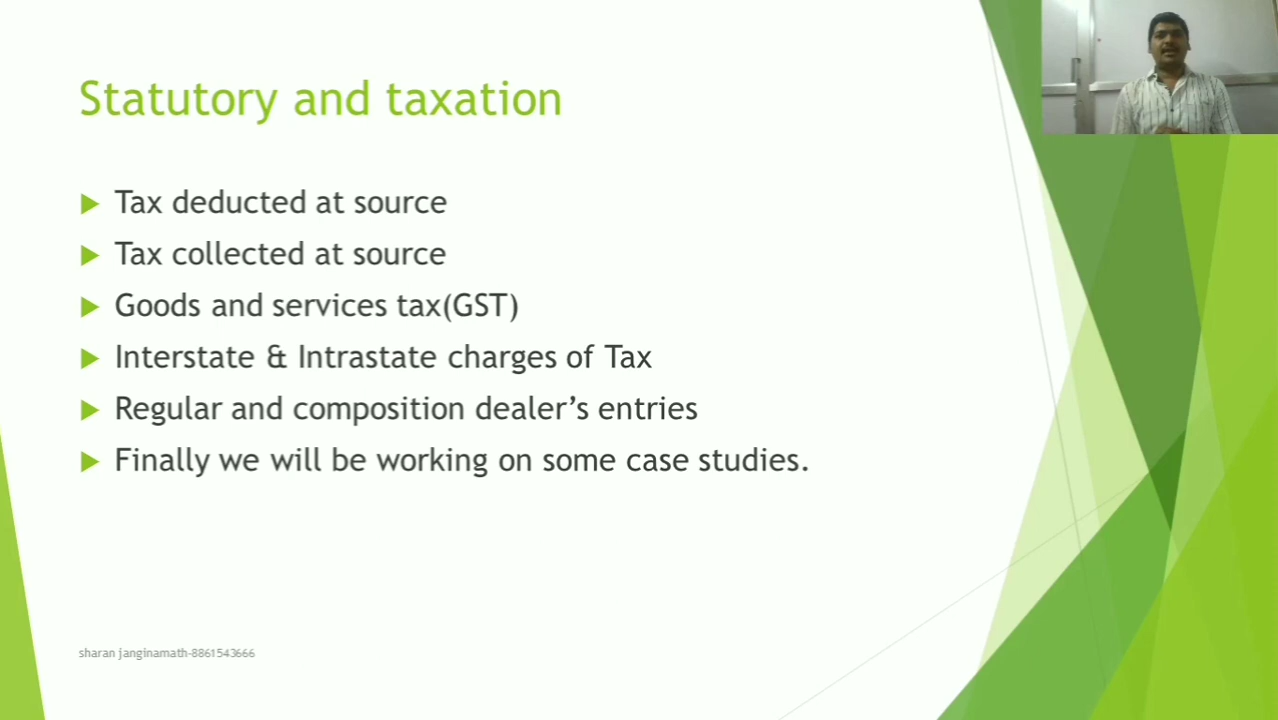 Statutory and taxation
Tax deducted at source
Tax collected at source
Goods and services tax(GST)
Interstate & Intrastate charges of Tax
Regular and composition dealer’s entries
Finally we will be working on some case studies.
sharan janginamath-8861543666